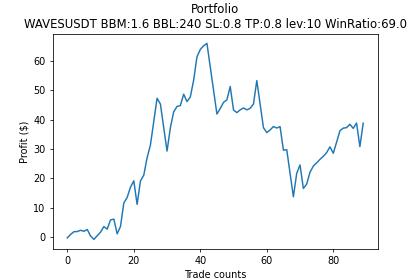 Portfolio
WAVESUSDT BBM:1.6 BBL:240 SL:0.8 TP:0.8 lev:10 WinRatio:69.0
Profit ($)
60
50
40
30
20
10
0
0 20 40 60 80
Trade counts